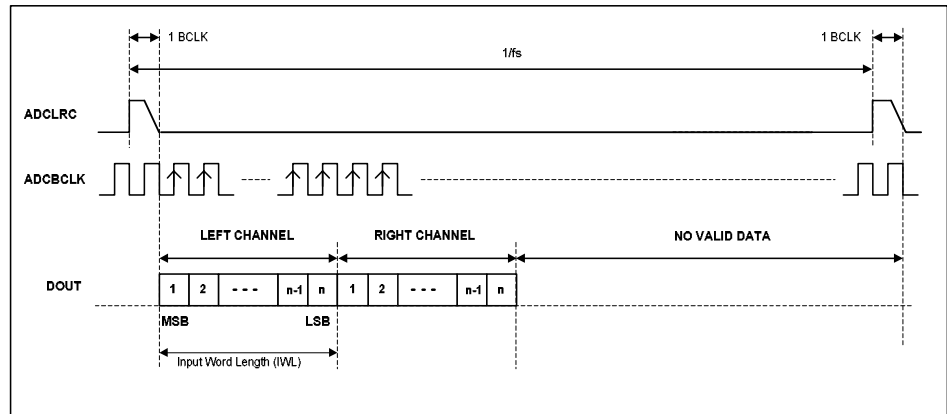 1 BCLK
1/fs
1 BCLK
ADCLRC
ADCBCLK
LEFT CHANNEL
RIGHT CHANNEL
NO VALID DATA
DOUT
1 2 - - - n-1 n 1 2 - - - n-1 n
MSB
LSB
Input Word Length (IWL)